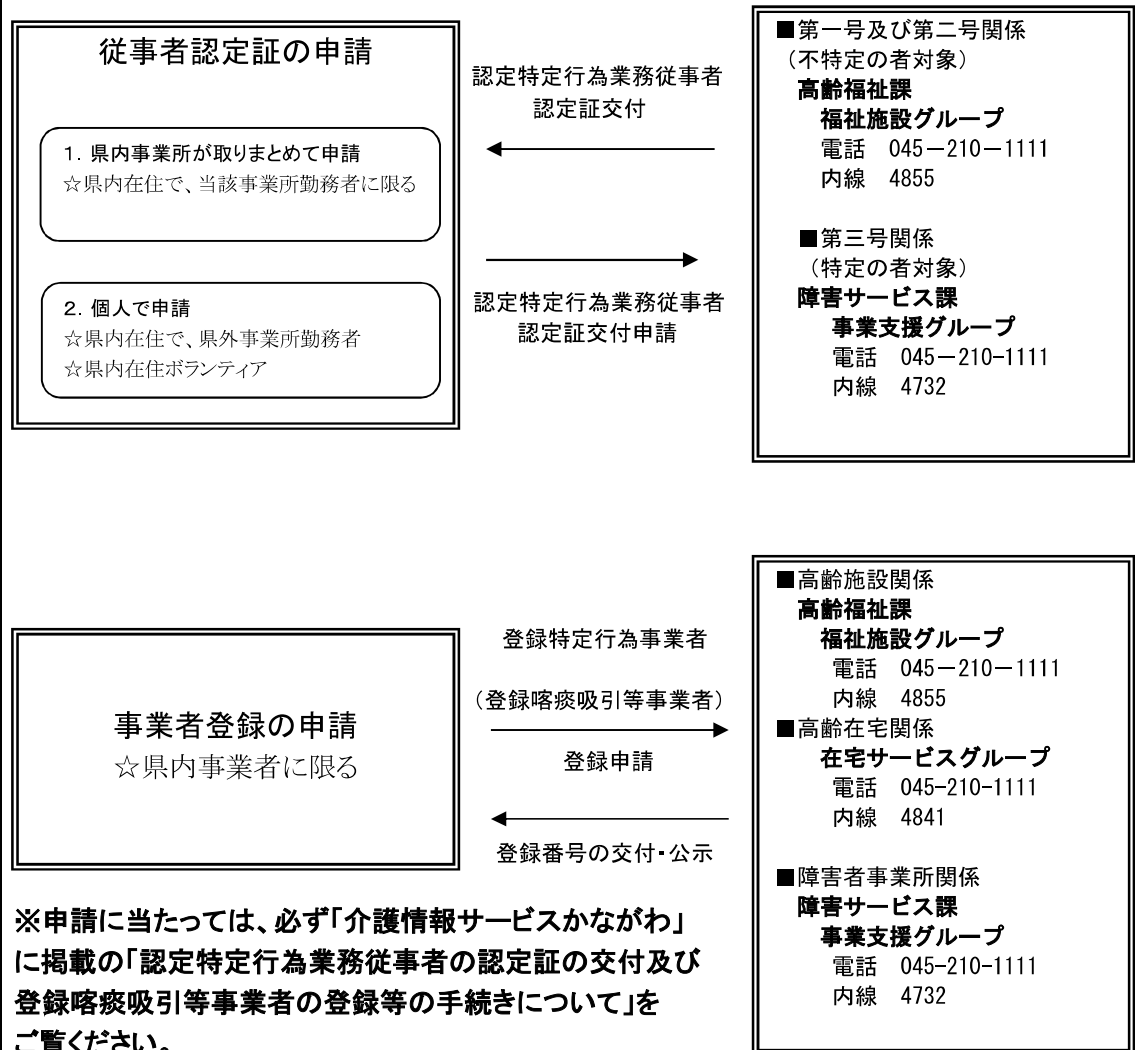 従事者認定証の申請
1．県内事業所が取りまとめて申請
☆県内在住で、当該事業所勤務者に限る
2．個人で申請
☆県内在住で、県外事業所勤務者
☆県内在住ボランティア
認定特定行為業務従事者
認定証交付
認定特定行為業務従事者
認定証交付申請
■第一号及び第二号関係
（不特定の者対象）
高齢福祉課
福祉施設グループ
電話　045－210－1111
内線　4855
■第三号関係
（特定の者対象）
障害サービス課
事業支援グループ
電話　045－210-1111
内線　4732
事業者登録の申請
☆県内事業者に限る
登録特定行為事業者
（登録喀痰吸引等事業者）
登録申請
登録番号の交付・公示
■高齢施設関係
高齢福祉課
福祉施設グループ
電話　045－210－1111
内線　4855
■高齢在宅関係
在宅サービスグループ
電話　045-210-1111
内線　4841
■障害者事業所関係
障害サービス課
事業支援グループ
電話　045-210-1111
内線　4732
※申請に当たっては、必ず「介護情報サービスかながわ」
に掲載の「認定特定行為業務従事者の認定証の交付及び
登録喀痰吸引等事業者の登録等の手続きについて」を
ご覧ください。